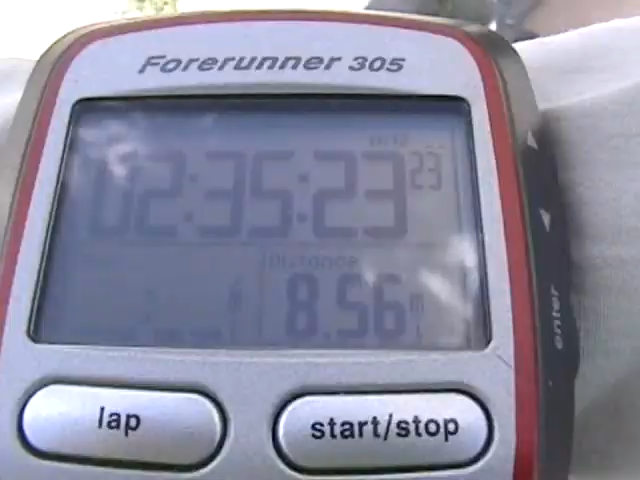 Forerunner 305
02:35:23 23
Distance
8.56
lap
start/stop
enter